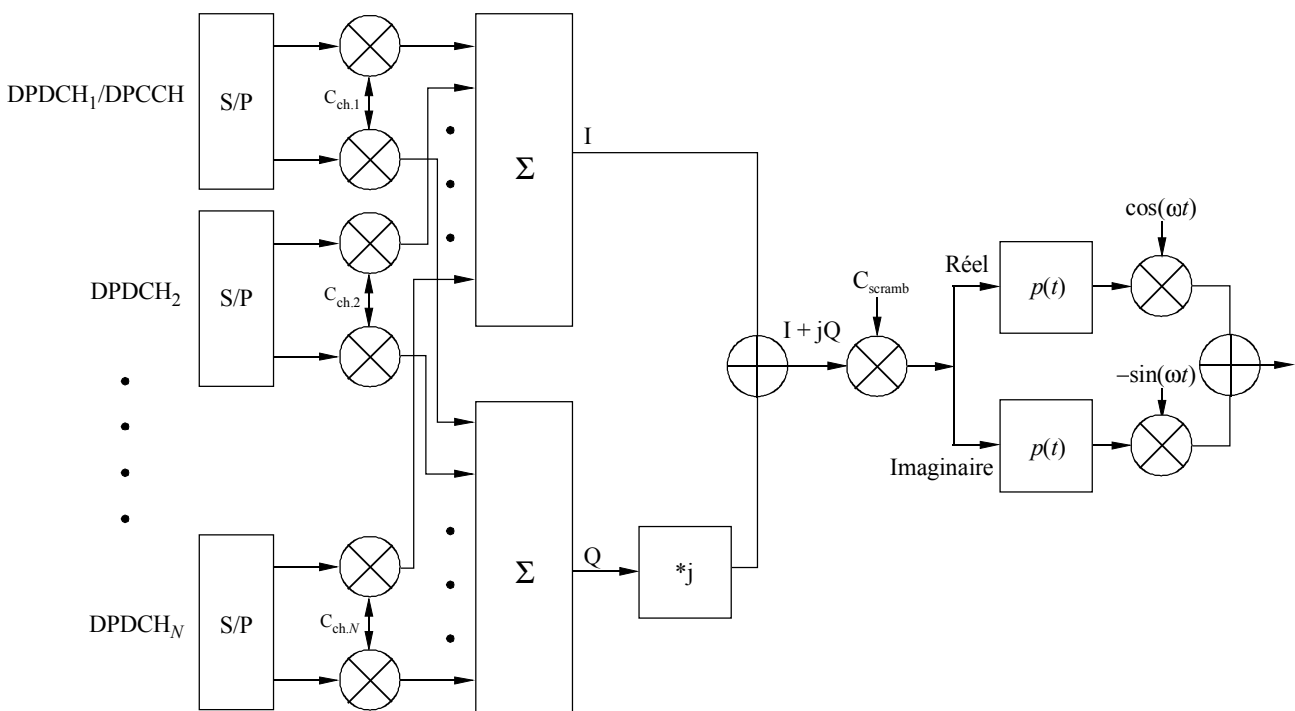 DPDCH1/DPCCH
S/P
Cch.1
Σ
I
DPDCH2
S/P
Cch.2
cos(ωt)
Réel
p(t)
Cscramb
I + jQ
–sin(ωt)
Imaginaire
p(t)
DPDCHN
S/P
Cch.N
Σ
Q
*j